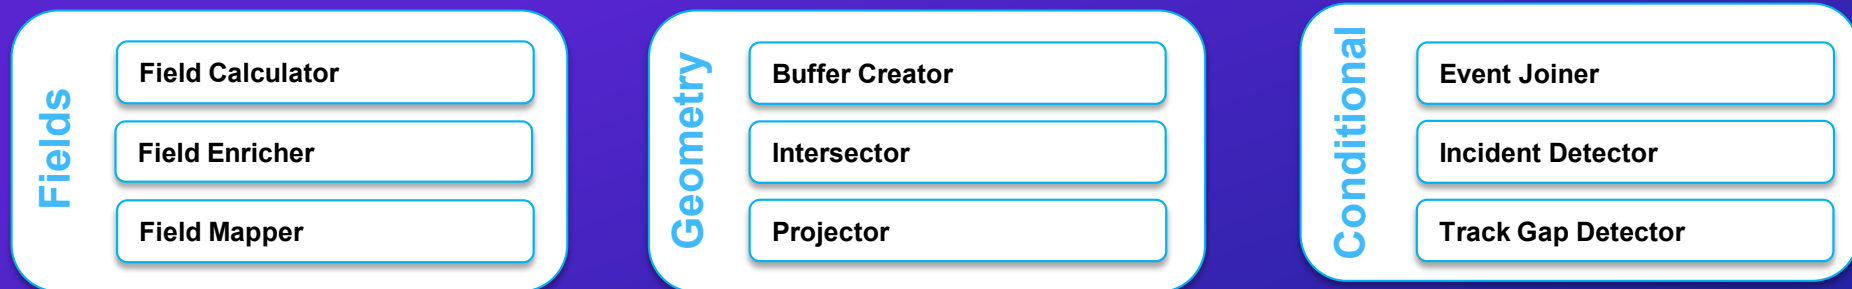 Fields
Field Calculator
Field Enricher
Field Mapper
Geometry
Buffer Creator
Intersector
Projector
Conditional
Event Joiner
Incident Detector
Track Gap Detector